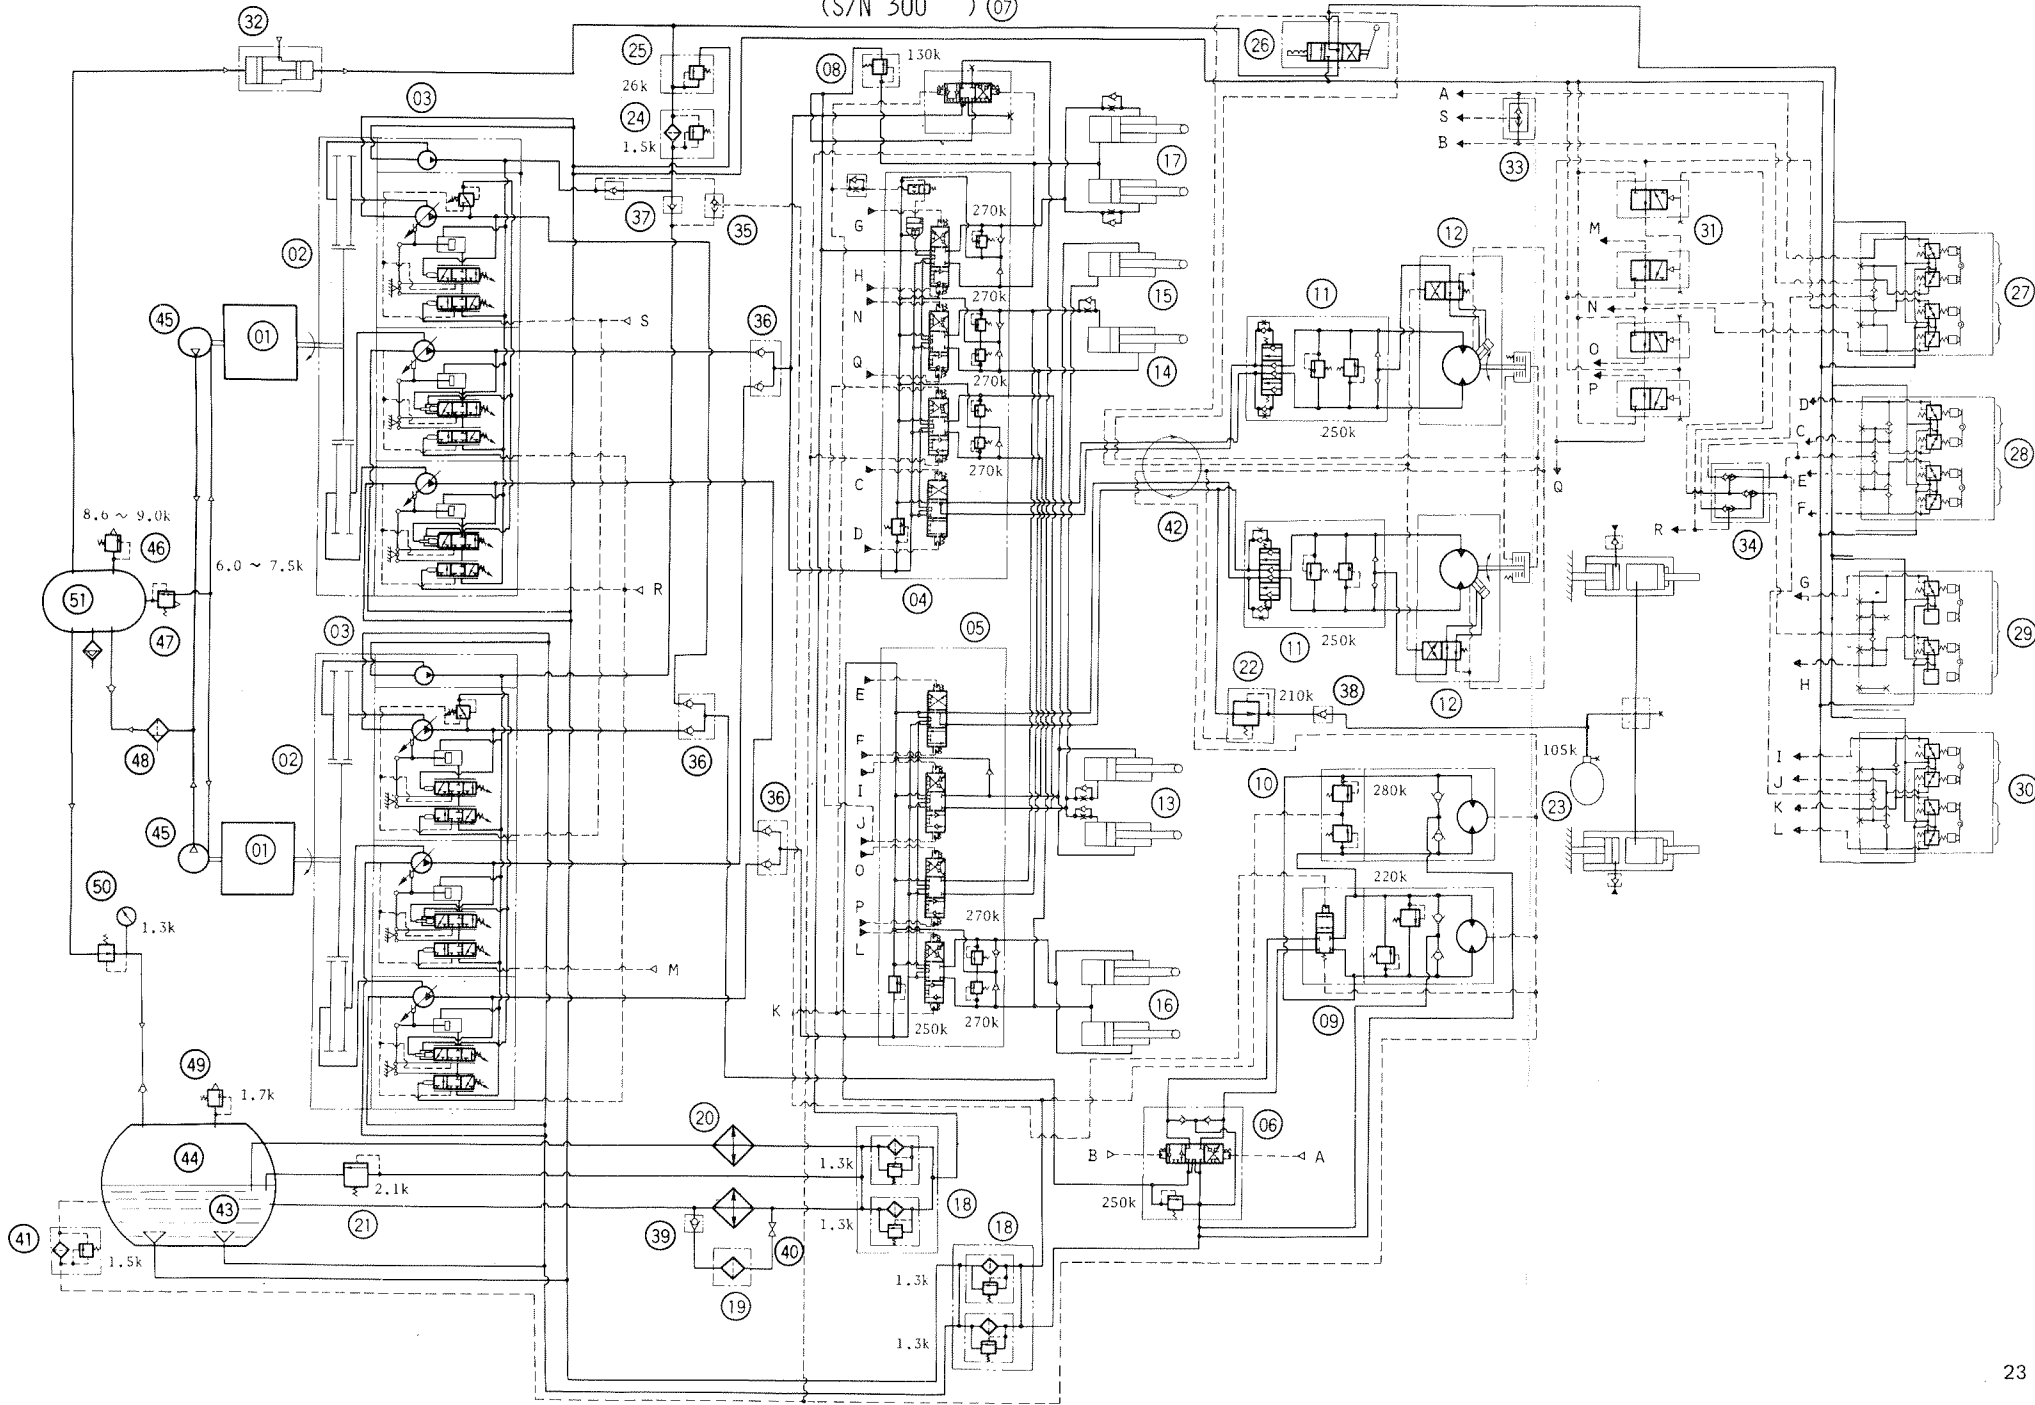 (S/N 300    ) 07
32
25
26k
24
1.5k
03
08
130k
26
A
S
B
33
17
37
35
G
270k
02
H
270k
15
12
M
31
N
11
27
45
01
S
36
Q
270k
14
N
O
P
250k
D
C
28
270k
C
42
Q
E
F
8.6 ~ 9.0k
46
R
34
6.0 ~ 7.5k
D
51
R
04
G
29
47
03
05
11
250k
22
210k
38
12
H
E
36
48
02
F
105k
I
J
30
I
13
10
280k
23
K
L
45
01
36
J
50
O
220k
1.3k
P
270k
L
M
16
K
250k
270k
09
49
1.7k
20
06
44
1.3k
B
A
2.1k
18
250k
43
21
1.3k
18
41
39
40
1.5k
1.3k
19
1.3k
23